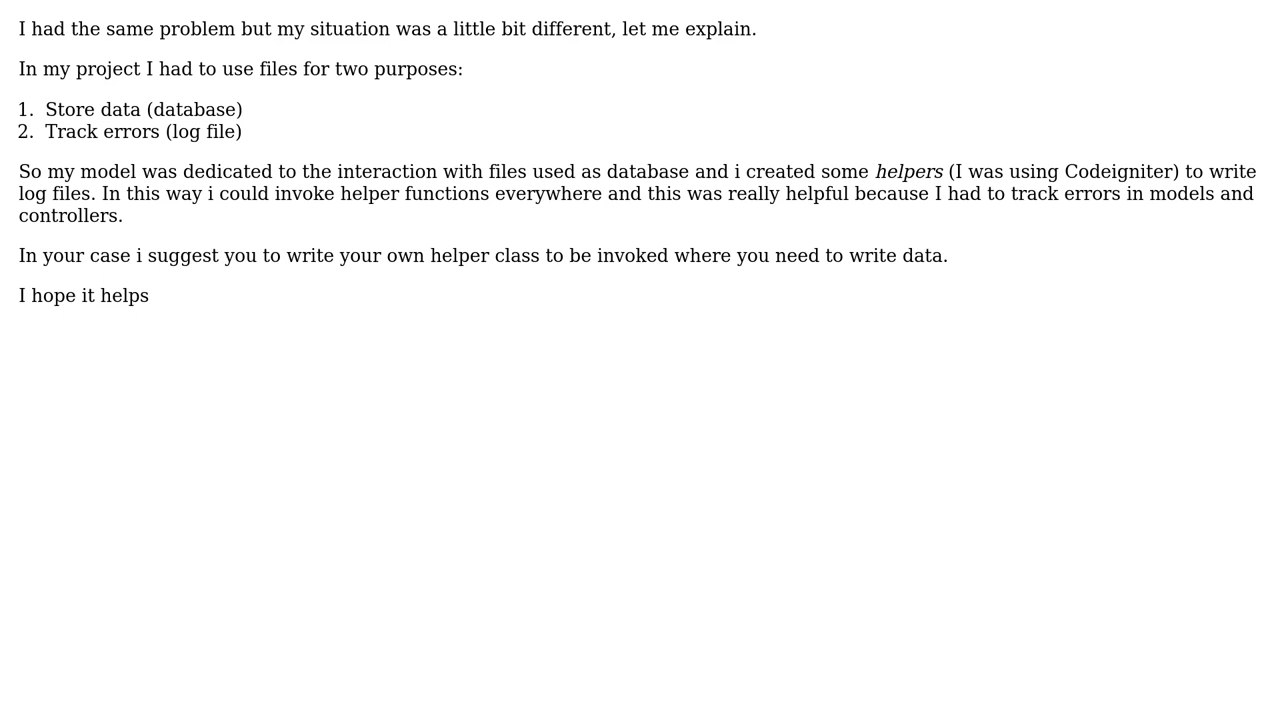 I had the same problem but my situation was a little bit different, let me explain.
In my project I had to use files for two purposes:
1. Store data (database)
2. Track errors (log file)
So my model was dedicated to the interaction with files used as database and i created some helpers (I was using Codeigniter) to write
log files. In this way i could invoke helper functions everywhere and this was really helpful because I had to track errors in models and
controllers.
In your case i suggest you to write your own helper class to be invoked where you need to write data.
I hope it helps